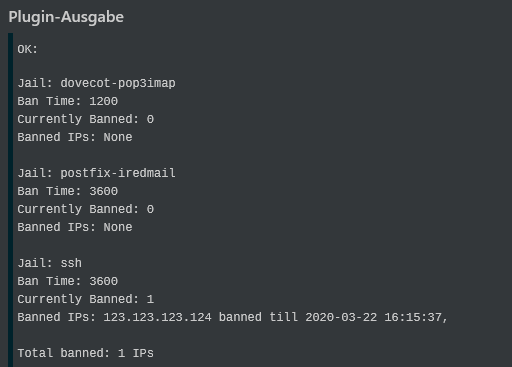 Plugin-Ausgabe
OK:
Jail: dovecot-pop3imap
Ban Time: 1200
Currently Banned: 0
Banned IPs: None
Jail: postfix-iredmail
Ban Time: 3600
Currently Banned: 0
Banned IPs: None
Jail: ssh
Ban Time: 3600
Currently Banned: 1
Banned IPs: 123.123.123.124 banned till 2020-03-22 16:15:37,
Total banned: 1 IPs